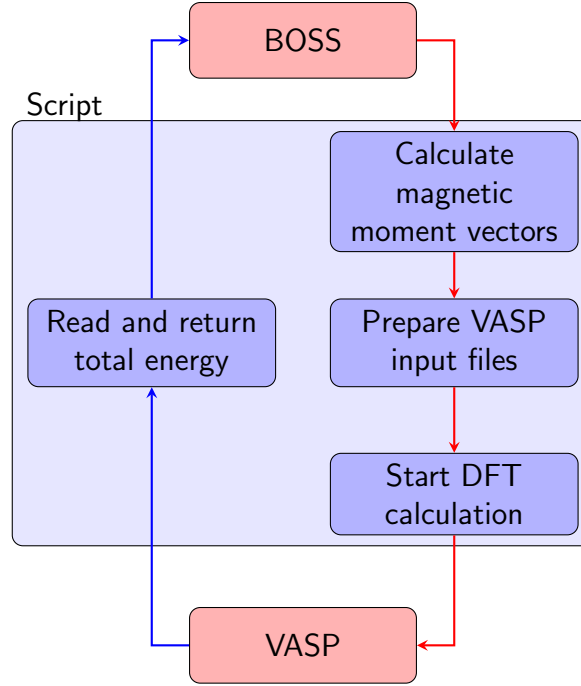 BOSS
Script
Calculate
magnetic
moment vectors
Read and return
total energy
Prepare VASP
input files
Start DFT
calculation
VASP